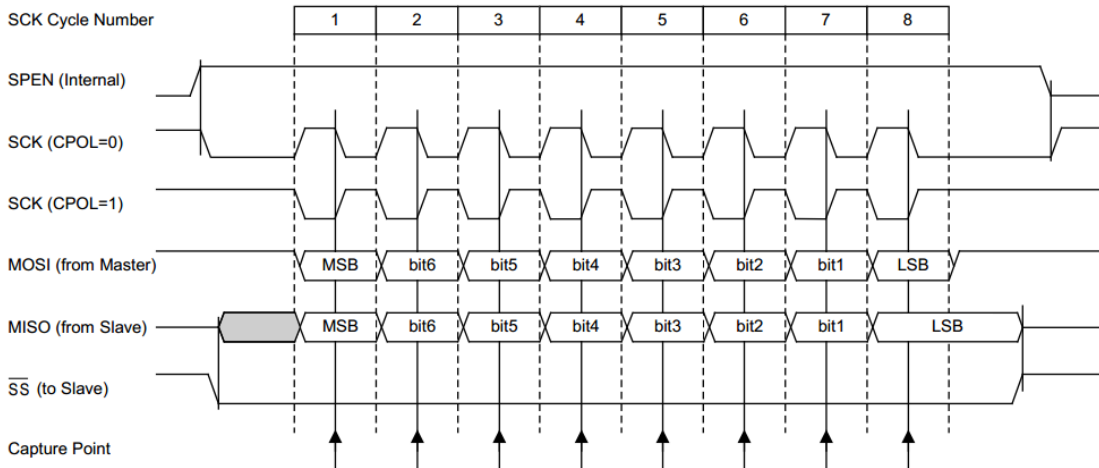 SCK Cycle Number 1 2 3 4 5 6 7 8
SPEN (Internal)
SCK (CPOL=0)
SCK (CPOL=1)
MOSI (from Master) MSB bit6 bit5 bit4 bit3 bit2 bit1 LSB
MISO (from Slave) MSB bit6 bit5 bit4 bit3 bit2 bit1 LSB
S̅S̅ (to Slave)
Capture Point